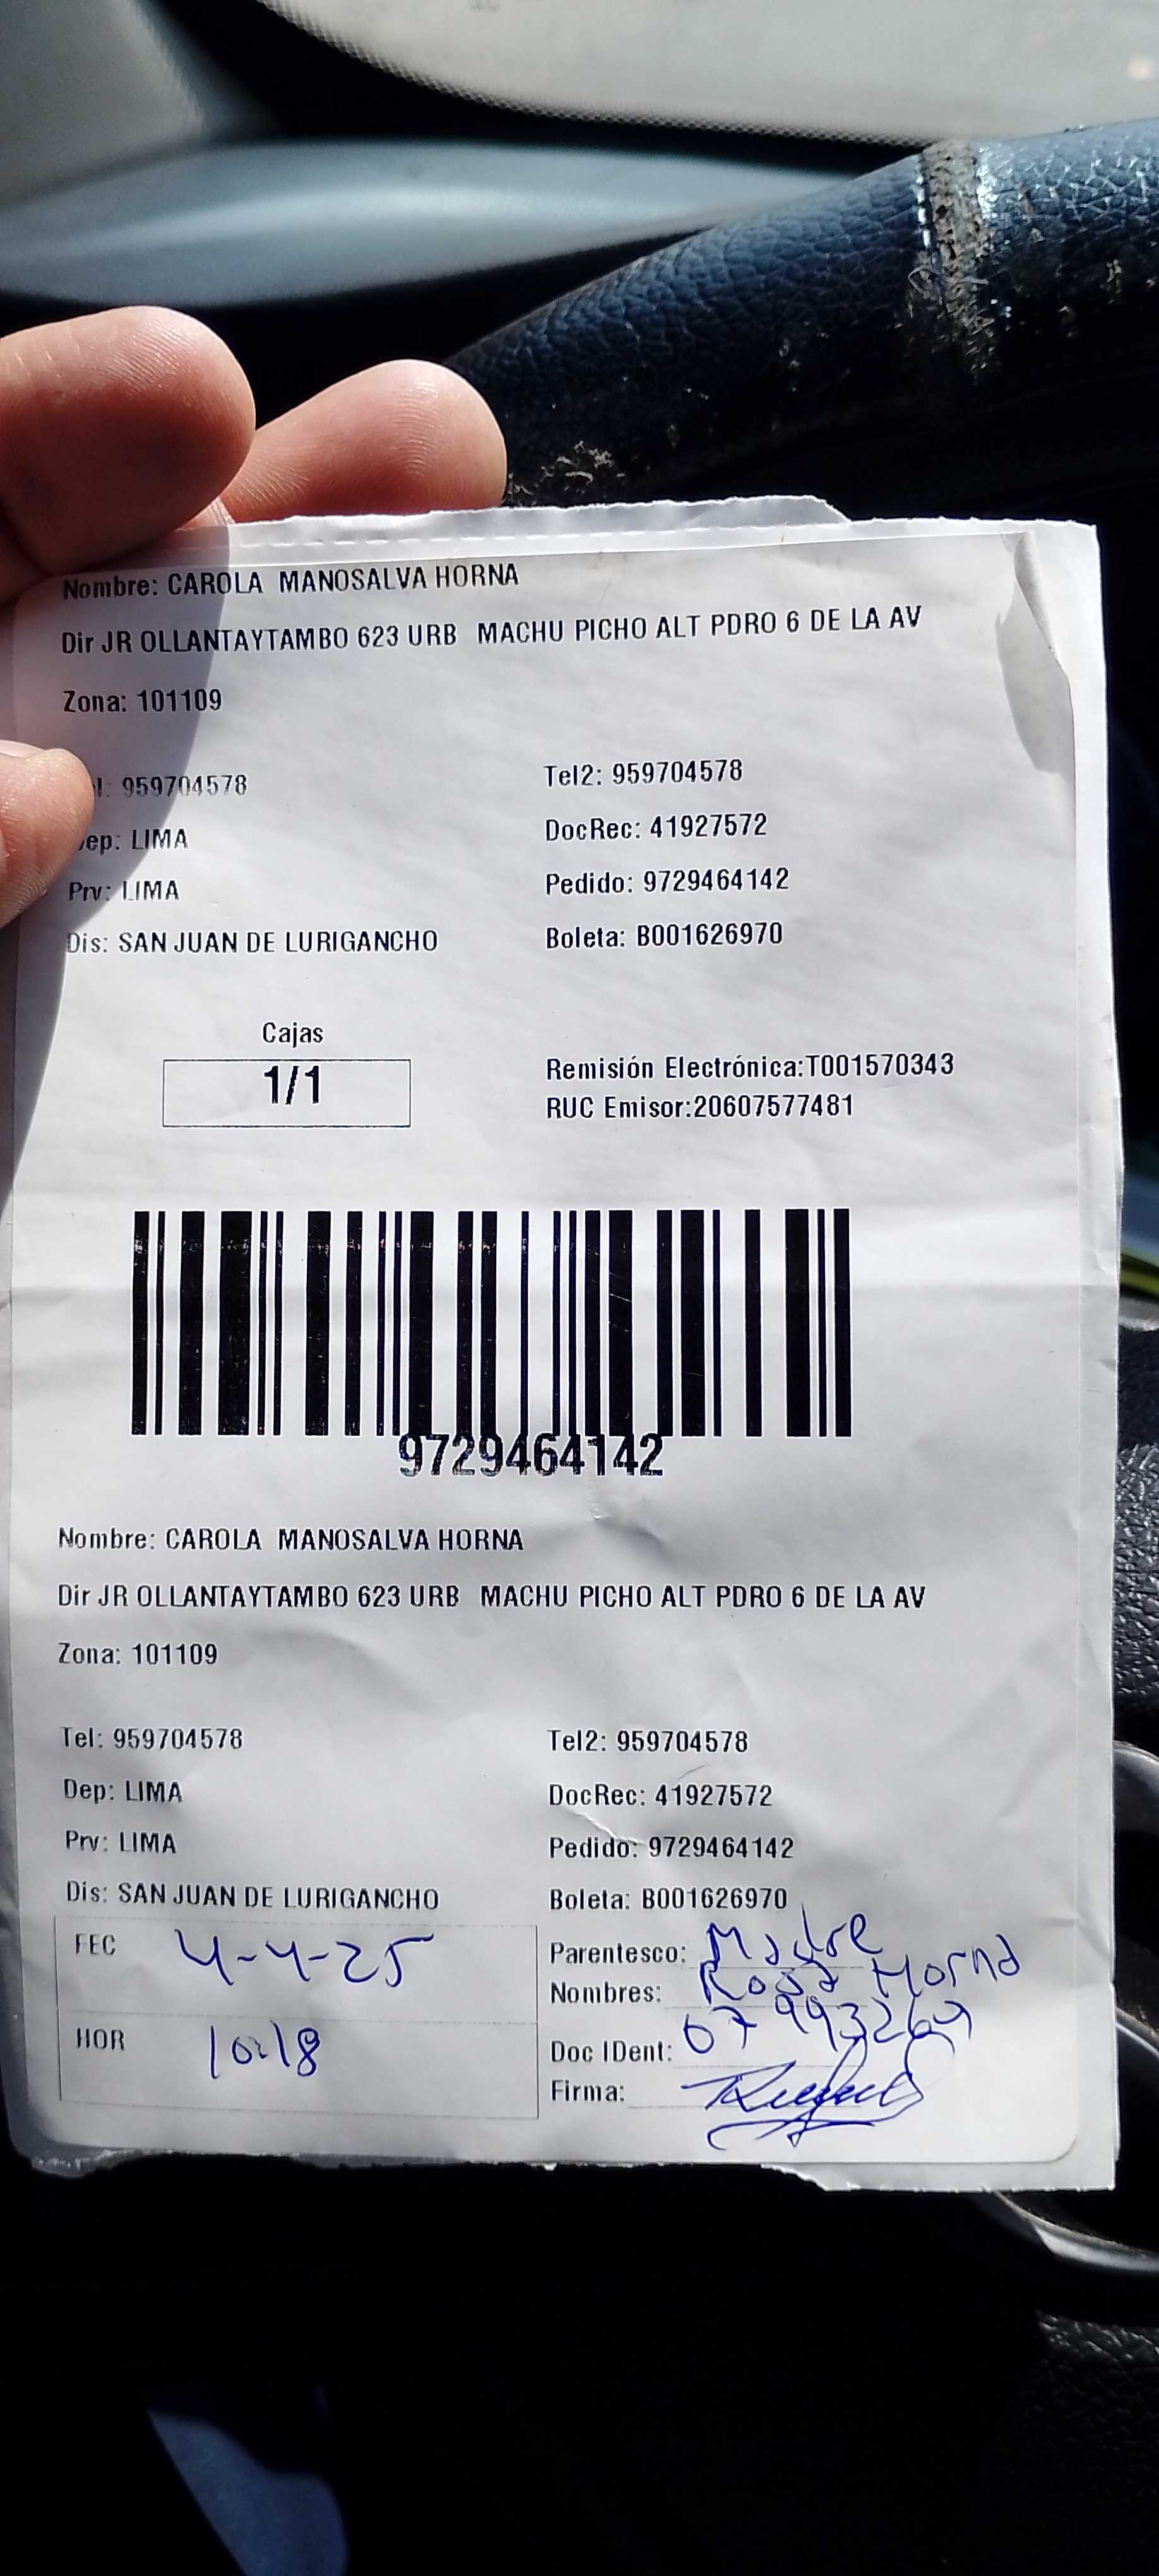 Nombre: CAROLA MANOSALVA HORNA
Dir JR OLLANTAYTAMBO 623 URB MACHU PICHO ALT PDRO 6 DE LA AV
Zona: 101109
l: 959704578 Tel2: 959704578
ep: LIMA DocRec: 41927572
Prv: LIMA Pedido: 9729464142
Dis: SAN JUAN DE LURIGANCHO Boleta: B001626970
Cajas
1/1
Remisión Electrónica:T001570343
RUC Emisor:20607577481
9729464142
Nombre: CAROLA MANOSALVA HORNA
Dir JR OLLANTAYTAMBO 623 URB MACHU PICHO ALT PDRO 6 DE LA AV
Zona: 101109
Tel: 959704578 Tel2: 959704578
Dep: LIMA DocRec: 41927572
Prv: LIMA Pedido: 9729464142
Dis: SAN JUAN DE LURIGANCHO Boleta: B001626970
FEC 4-4-25 Parentesco: Madre
Nombres: Rosa Horna
HOR 10:18 Doc IDent:
Firma: